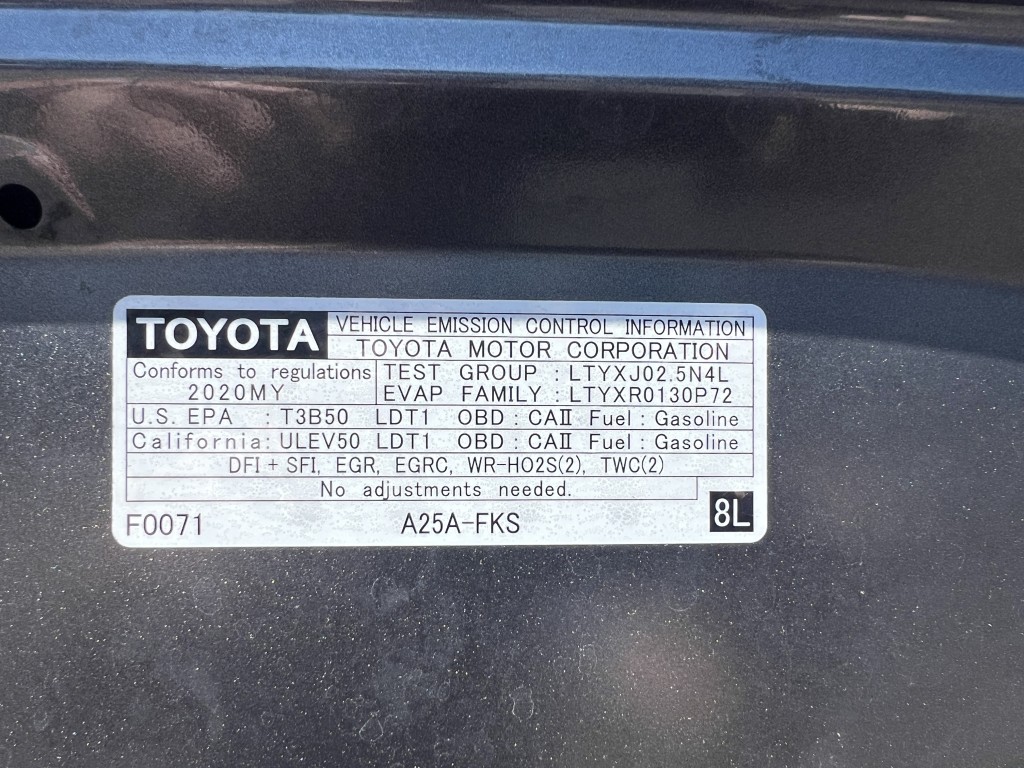 TOYOTA VEHICLE EMISSION CONTROL INFORMATION
TOYOTA MOTOR CORPORATION
Conforms to regulations TEST GROUP : LTYXJ02.5N4L
2020MY EVAP FAMILY : LTYXR0130P72
U.S. EPA : T3B50 LDT1 OBD : CAⅡ Fuel : Gasoline
California: ULEV50 LDT1 OBD : CAⅡ Fuel : Gasoline
DFI + SFI, EGR, EGRC, WR-HO2S(2), TWC(2)
No adjustments needed.
F0071 A25A-FKS 8L